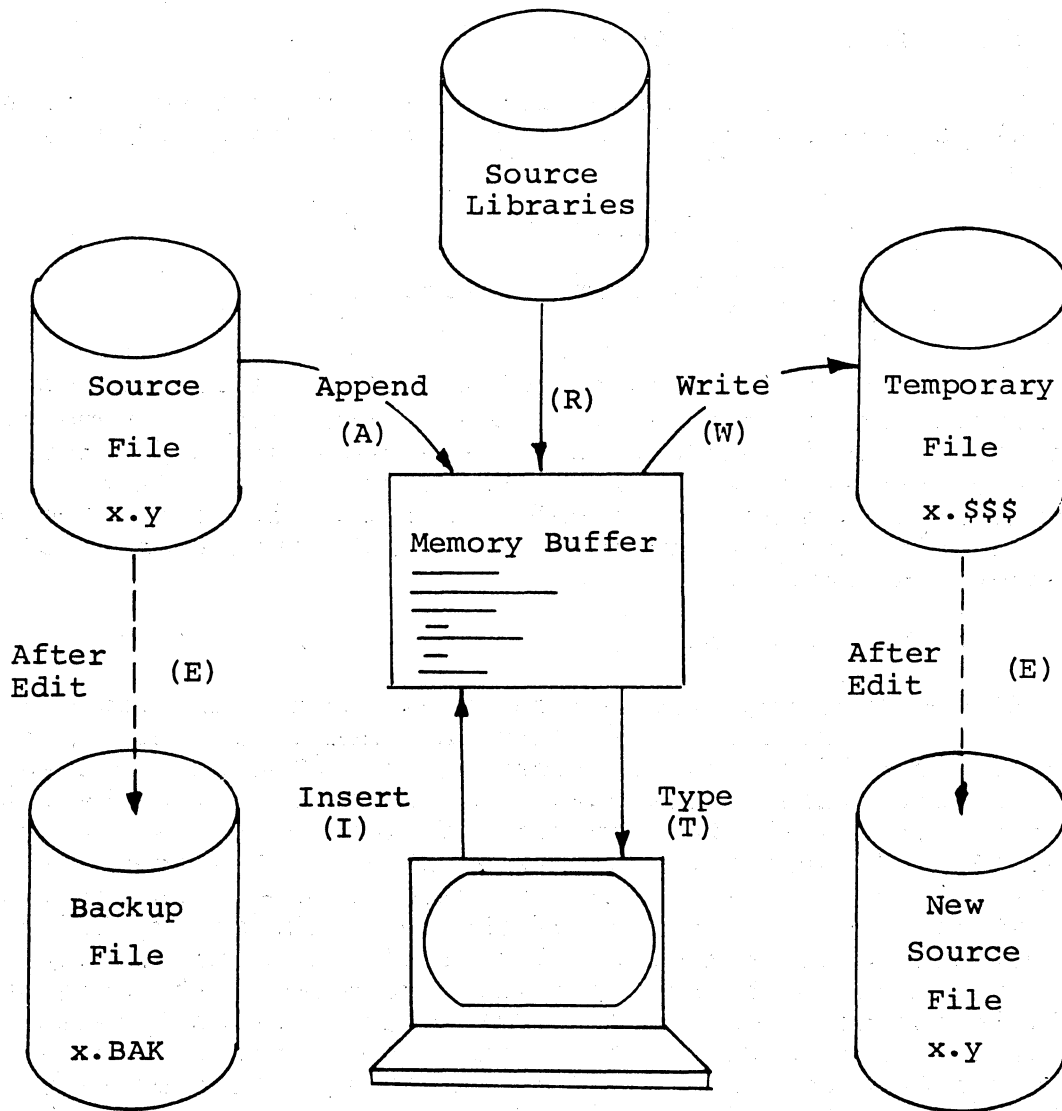 Source
Libraries
Source
File
x.y
Append
(A)
(R)
Write
(W)
Temporary
File
x.$$$
Memory Buffer
After
Edit
(E)
After
Edit
(E)
Insert
(I)
Type
(T)
Backup
File
x.BAK
New
Source
File
x.y